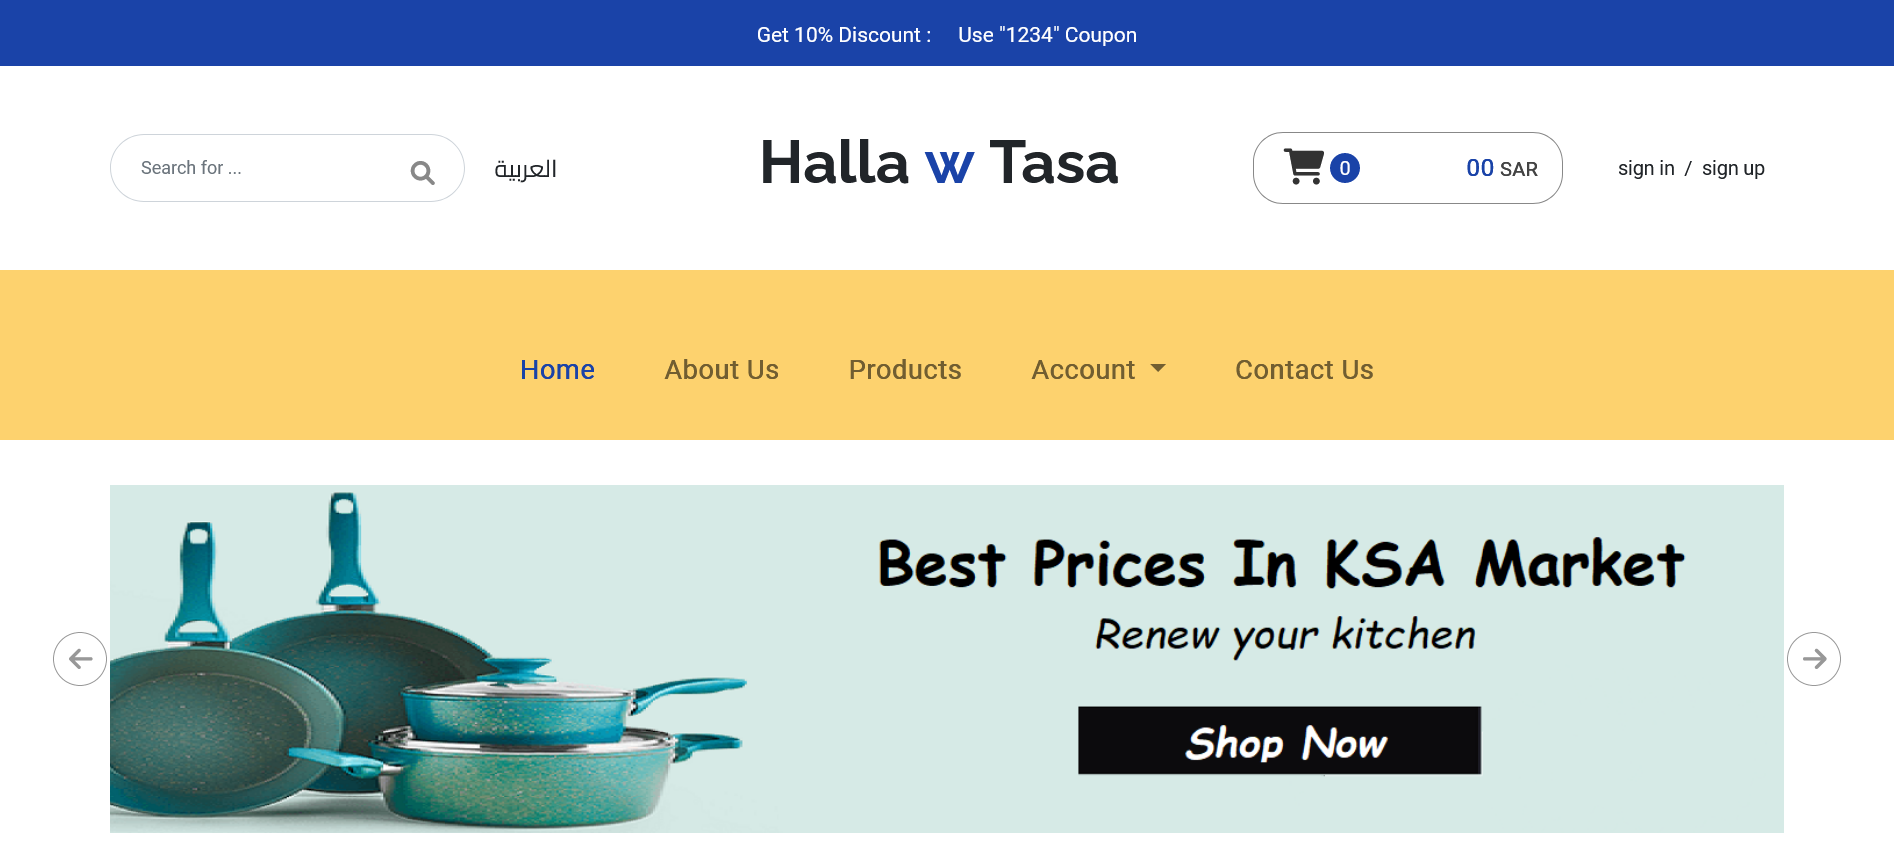 Get 10% Discount : Use "1234" Coupon
Search for ...
العربية
Halla w Tasa
0
00 SAR
sign in / sign up
Home
About Us
Products
Account
Contact Us
Best Prices In KSA Market
Renew your kitchen
Shop Now